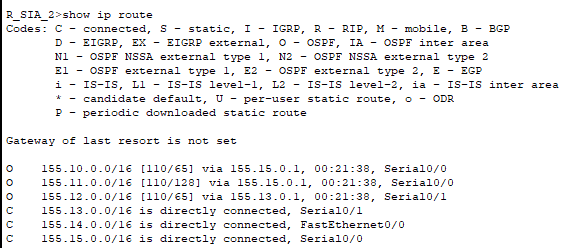 R_SIA_2>show ip route
Codes: C - connected, S - static, I - IGRP, R - RIP, M - mobile, B - BGP
D - EIGRP, EX - EIGRP external, O - OSPF, IA - OSPF inter area
N1 - OSPF NSSA external type 1, N2 - OSPF NSSA external type 2
E1 - OSPF external type 1, E2 - OSPF external type 2, E - EGP
i - IS-IS, L1 - IS-IS level-1, L2 - IS-IS level-2, ia - IS-IS inter area
* - candidate default, U - per-user static route, o - ODR
P - periodic downloaded static route
Gateway of last resort is not set
O 155.10.0.0/16 [110/65] via 155.15.0.1, 00:21:38, Serial0/0
O 155.11.0.0/16 [110/128] via 155.15.0.1, 00:21:38, Serial0/0
O 155.12.0.0/16 [110/65] via 155.13.0.1, 00:21:38, Serial0/1
C 155.13.0.0/16 is directly connected, Serial0/1
C 155.14.0.0/16 is directly connected, FastEthernet0/0
C 155.15.0.0/16 is directly connected, Serial0/0